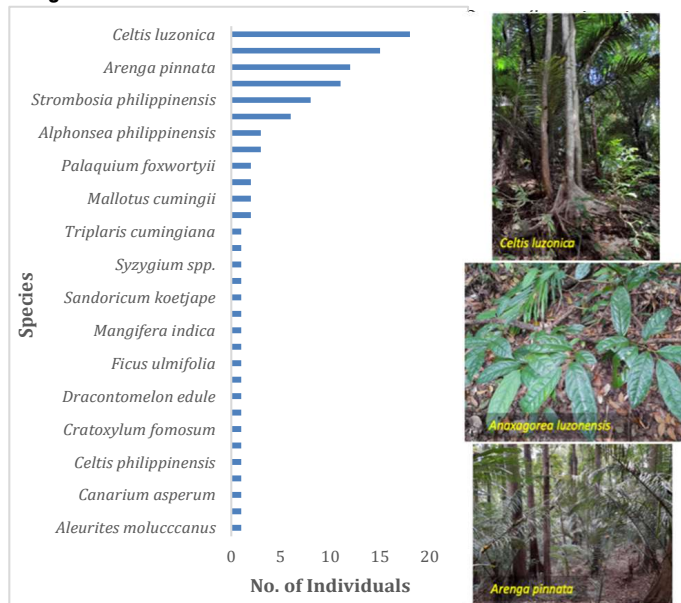 Celtis luzonica
Arenga pinnata
Strombosia philippinensis
Alphonsea philippinensis
Palaquium foxwortyii
Mallotus cumingii
Triplaris cumingiana
Syzygium spp.
Sandoricum koetjape
Mangifera indica
Ficus ulmifolia
Dracontomelon edule
Cratoxylum fomosum
Celtis philippinensis
Canarium asperum
Aleurites molucccanus
Species
0 5 10 15 20
No. of Individuals
Celtis luzonica
Anaxagorea luzonensis
Arenga pinnata